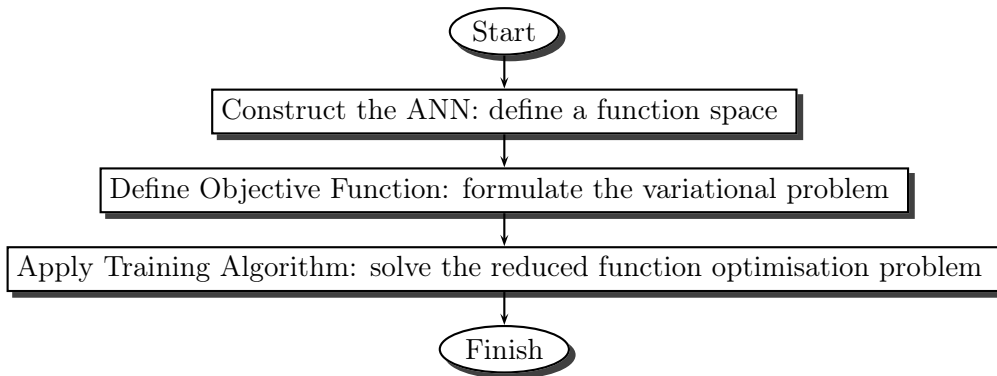 Start
Construct the ANN: define a function space
Define Objective Function: formulate the variational problem
Apply Training Algorithm: solve the reduced function optimisation problem
Finish